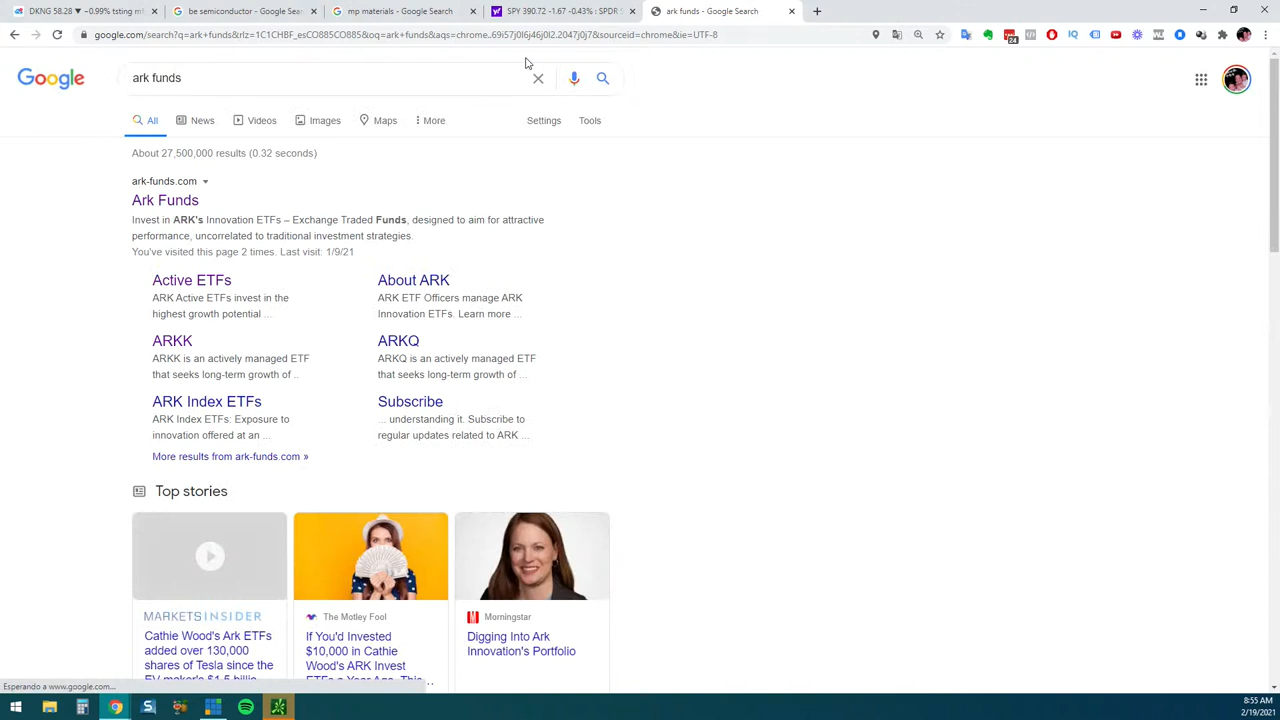 DKNG 58.28 ▼ −0.99% tsting m
be semiconductor - Google Sear
mp materials - Google Search
SPY 390.72 -1.67 -0.43% : SPDR S
ark funds - Google Search
google.com/search?q=ark+funds&rlz=1C1CHBF_esCO885CO885&oq=ark+funds&aqs=chrome..69i57j0l6j46j0l2.2047j0j7&sourceid=chrome&ie=UTF-8
24
Google
ark funds
All
News
Videos
Images
Maps
More
Settings
Tools
About 27,500,000 results (0.32 seconds)
ark-funds.com
Ark Funds
Invest in ARK's Innovation ETFs – Exchange Traded Funds, designed to aim for attractive
performance, uncorrelated to traditional investment strategies.
You've visited this page 2 times. Last visit: 1/9/21
Active ETFs
ARK Active ETFs invest in the
highest growth potential ...
About ARK
ARK ETF Officers manage ARK
Innovation ETFs. Learn more ...
ARKK
ARKK is an actively managed ETF
that seeks long-term growth of ..
ARKQ
ARKQ is an actively managed ETF
that seeks long-term growth of ...
ARK Index ETFs
ARK Index ETFs: Exposure to
innovation offered at an ...
Subscribe
... understanding it. Subscribe to
regular updates related to ARK ...
More results from ark-funds.com »
Top stories
MARKETS INSIDER
Cathie Wood's Ark ETFs
added over 130,000
shares of Tesla since the
EV maker's $1.5 billion
The Motley Fool
If You'd Invested
$10,000 in Cathie
Wood's ARK Invest
ETFs a Year Ago, This...
Morningstar
Digging Into Ark
Innovation's Portfolio
Esperando a www.google.com...
8:55 AM
2/19/2021